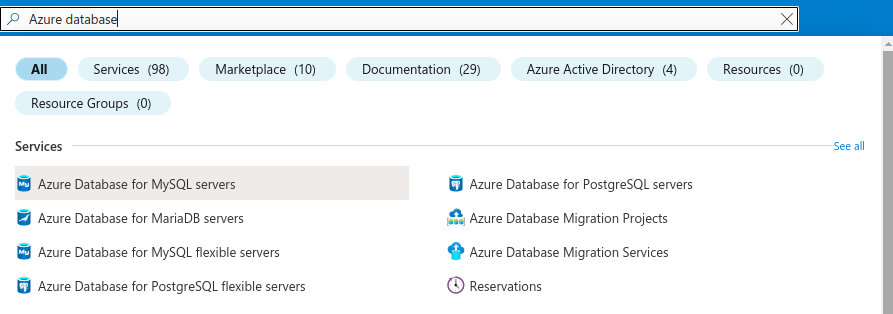 Azure database
All
Services (98)
Marketplace (10)
Documentation (29)
Azure Active Directory (4)
Resources (0)
Resource Groups (0)
Services
See all
Azure Database for MySQL servers
Azure Database for PostgreSQL servers
Azure Database for MariaDB servers
Azure Database Migration Projects
Azure Database for MySQL flexible servers
Azure Database Migration Services
Azure Database for PostgreSQL flexible servers
Reservations